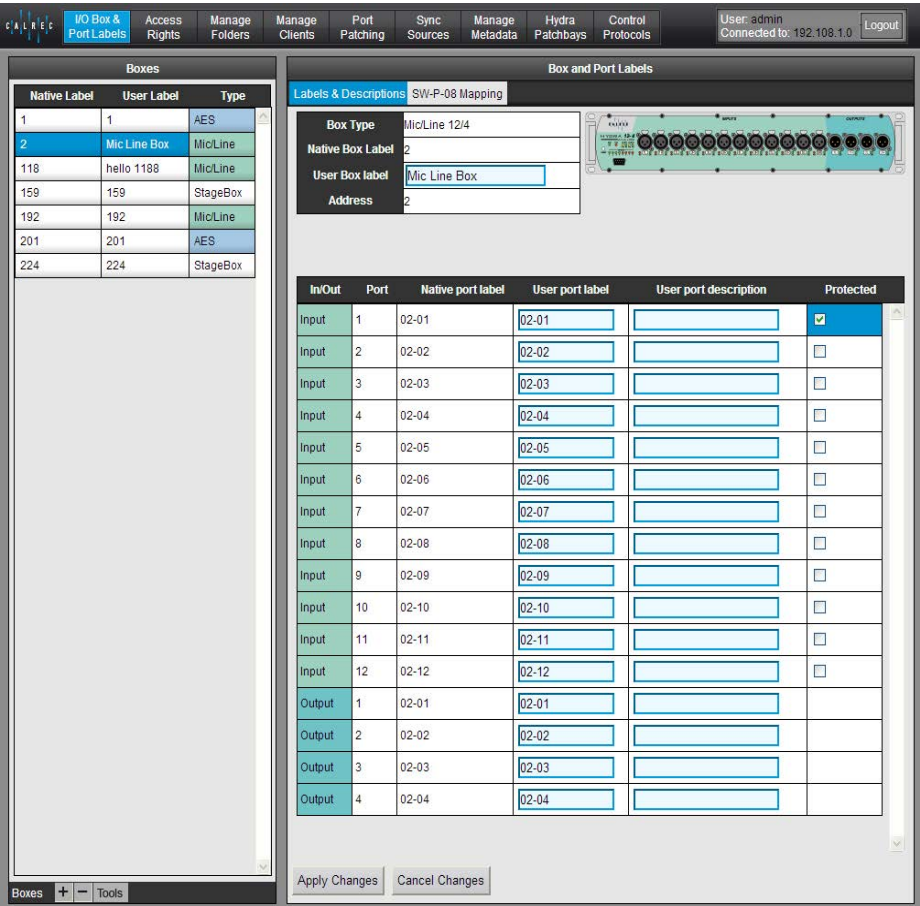 CALREC
I/O Box & Port Labels
Access Rights
Manage Folders
Manage Clients
Port Patching
Sync Sources
Manage Metadata
Hydra Patchbays
Control Protocols
User: admin
Connected to: 192.108.1.0
Logout
Boxes
Native Label User Label Type
1 1 AES
2 Mic Line Box Mic/Line
118 hello 1188 Mic/Line
159 159 StageBox
192 192 Mic/Line
201 201 AES
224 224 StageBox
Boxes + − Tools
Box and Port Labels
Labels & Descriptions SW-P-08 Mapping
Box Type Mic/Line 12/4
Native Box Label 2
User Box label Mic Line Box
Address 2
INPUTS OUTPUTS
In/Out Port Native port label User port label User port description Protected
Input 1 02-01 02-01
Input 2 02-02 02-02
Input 3 02-03 02-03
Input 4 02-04 02-04
Input 5 02-05 02-05
Input 6 02-06 02-06
Input 7 02-07 02-07
Input 8 02-08 02-08
Input 9 02-09 02-09
Input 10 02-10 02-10
Input 11 02-11 02-11
Input 12 02-12 02-12
Output 1 02-01 02-01
Output 2 02-02 02-02
Output 3 02-03 02-03
Output 4 02-04 02-04
Apply Changes Cancel Changes